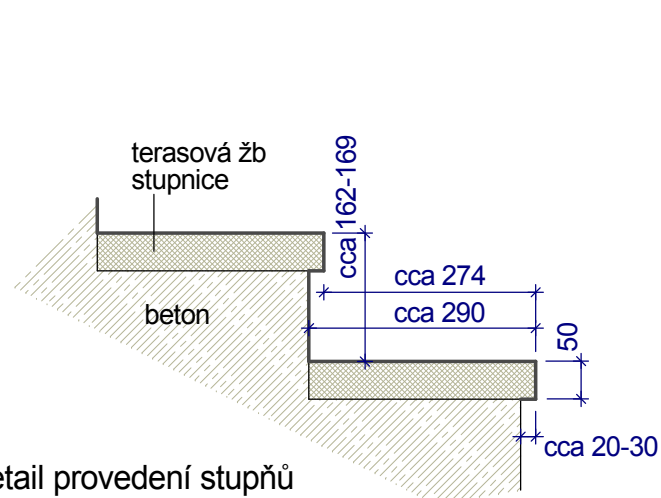 terasová žb
stupnice
cca 162-169
cca 274
cca 290
beton
50
cca 20-30
etail provedení stupňů